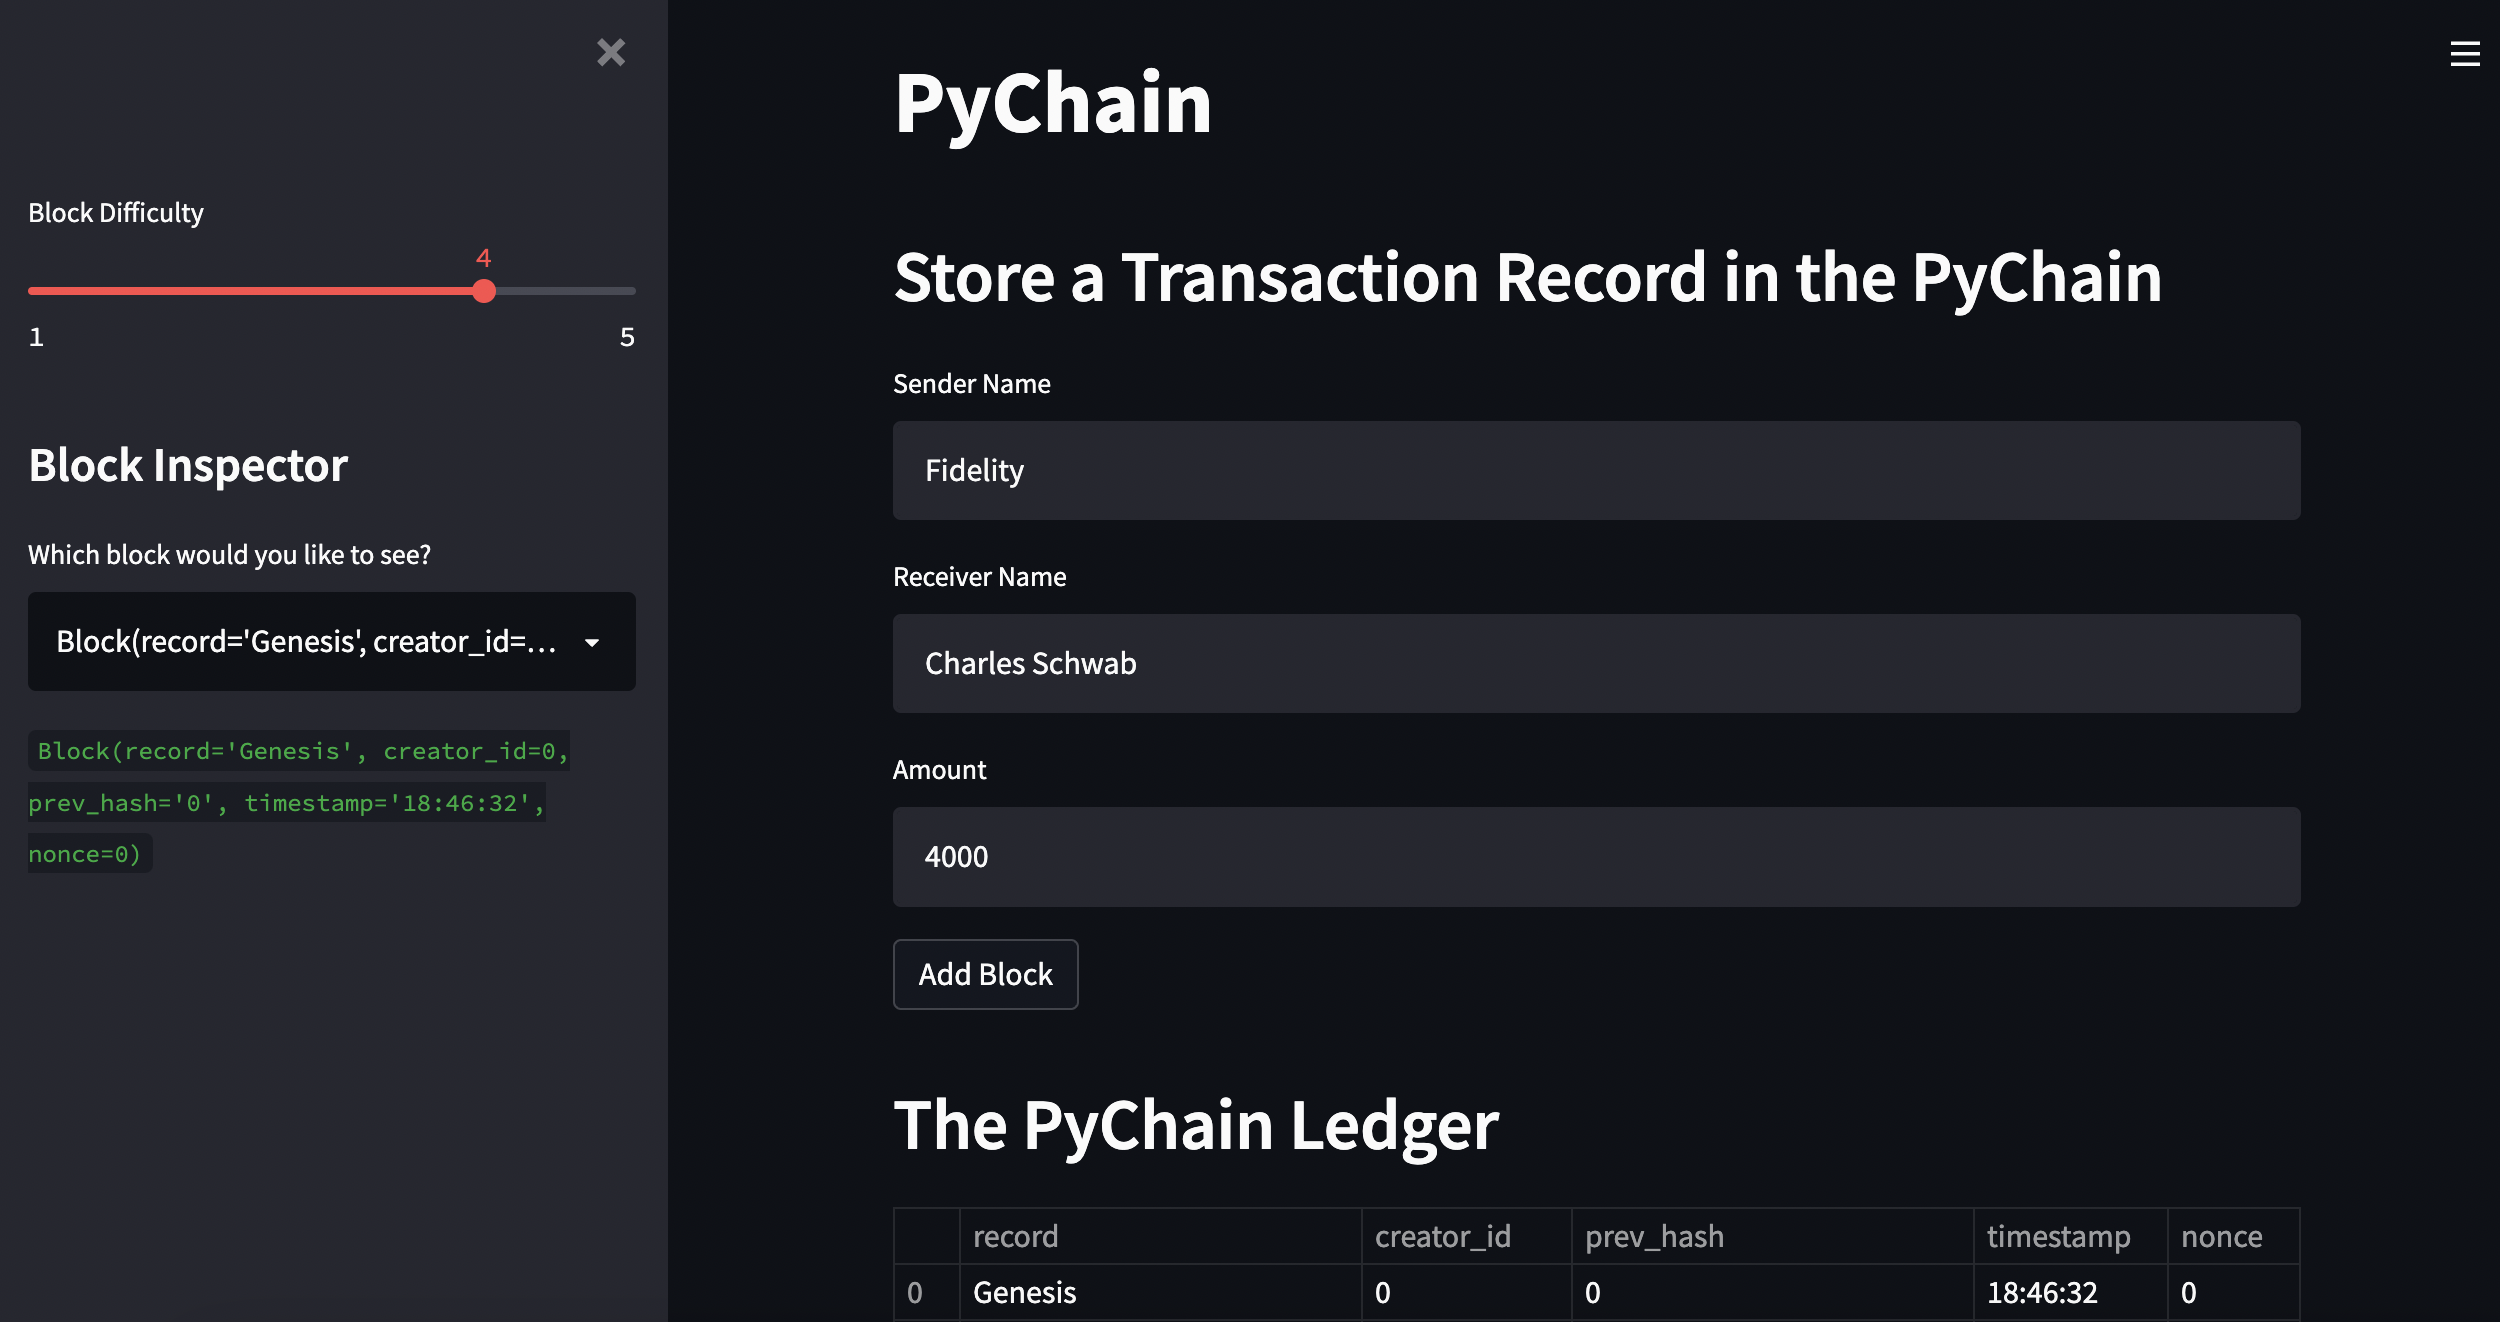 Block Difficulty
4
1 5
Block Inspector
Which block would you like to see?
Block(record='Genesis', creator_id=...
Block(record='Genesis', creator_id=0,
prev_hash='0', timestamp='18:46:32',
nonce=0)
PyChain
Store a Transaction Record in the PyChain
Sender Name
Fidelity
Receiver Name
Charles Schwab
Amount
4000
Add Block
The PyChain Ledger
record creator_id prev_hash timestamp nonce
0 Genesis 0 0 18:46:32 0